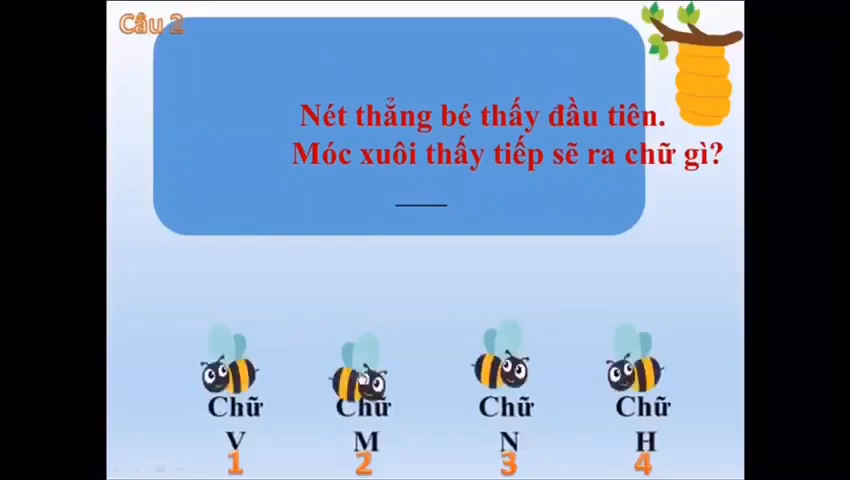 Câu 2
Nét thẳng bé thấy đầu tiên.
Móc xuôi thấy tiếp sẽ ra chữ gì?
Chữ V
Chữ M
Chữ N
Chữ H
1
2
3
4